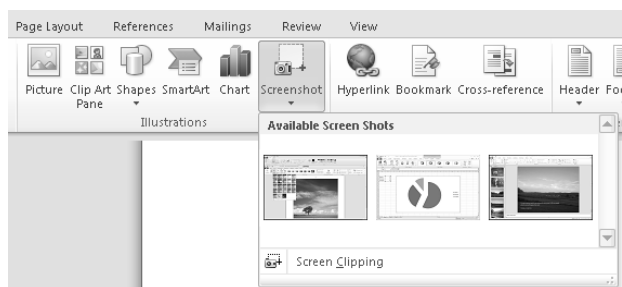 Page Layout References Mailings Review View
Picture Clip Art Shapes SmartArt Chart Screenshot Hyperlink Bookmark Cross-reference Header Foo
Pane
Illustrations
Available Screen Shots
Screen Clipping